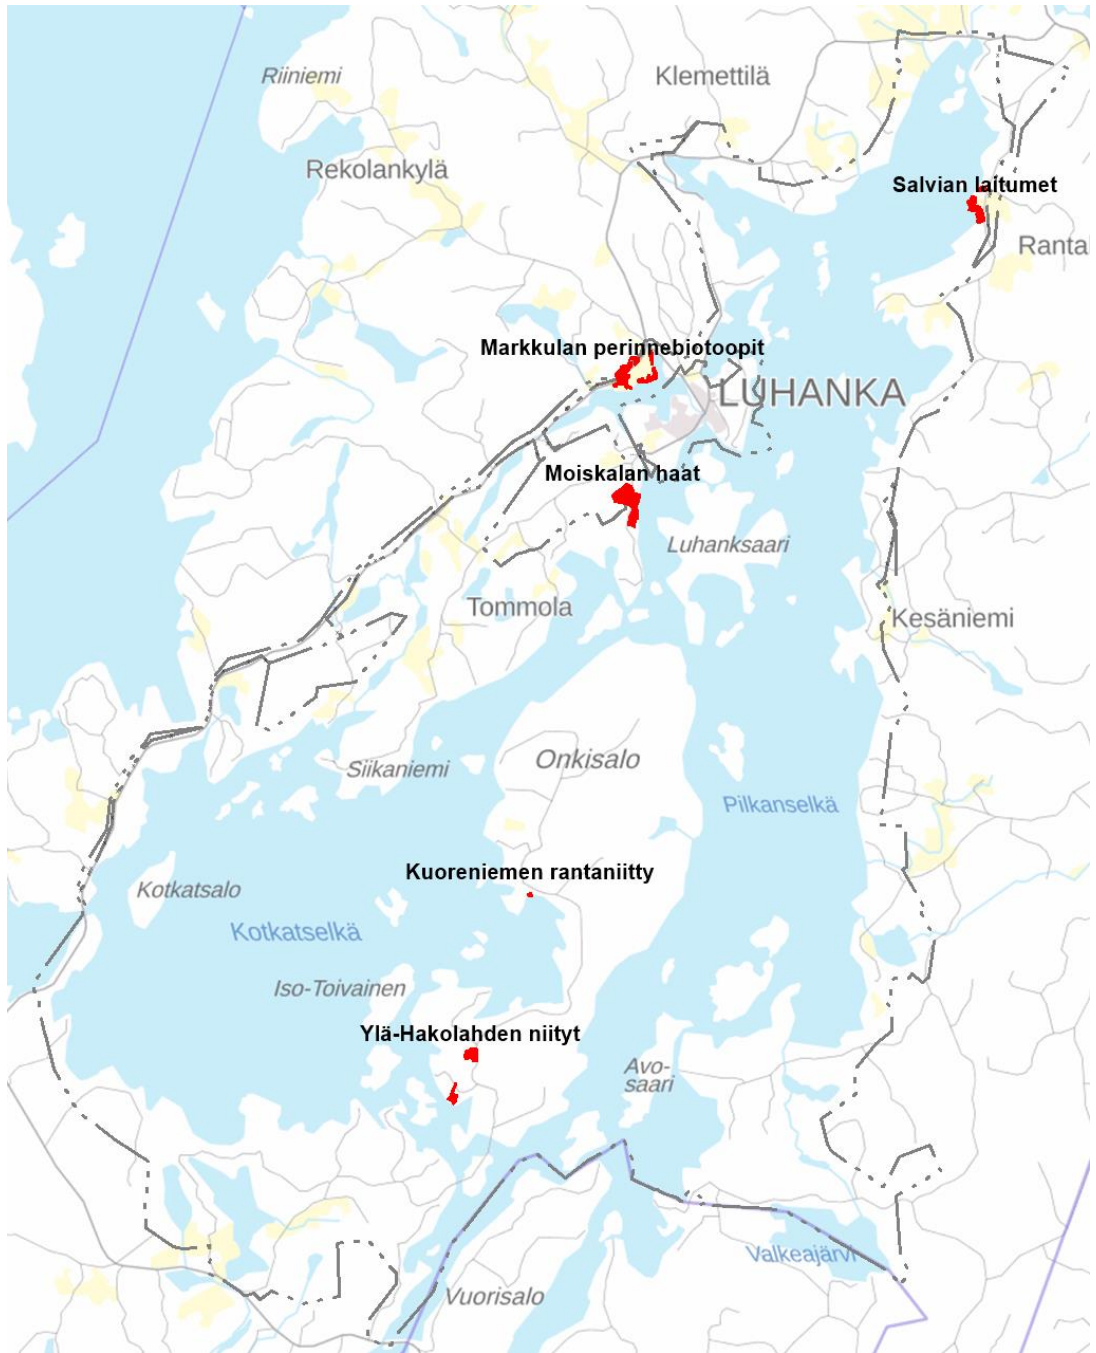 Riiniemi
Klemettilä
Rekolankylä
Salvian laitumet
Rantal
Markkulan perinnebiotoopit
LUHANKA
Moiskalan haat
Luhanksaari
Tommola
Kesäniemi
Onkisalo
Siikaniemi
Pilkanselkä
Kuoreniemen rantaniitty
Kotkatsalo
Kotkatselkä
Iso-Toivainen
Ylä-Hakolahden niityt
Avo-
saari
Valkeajärvi
Vuorisalo